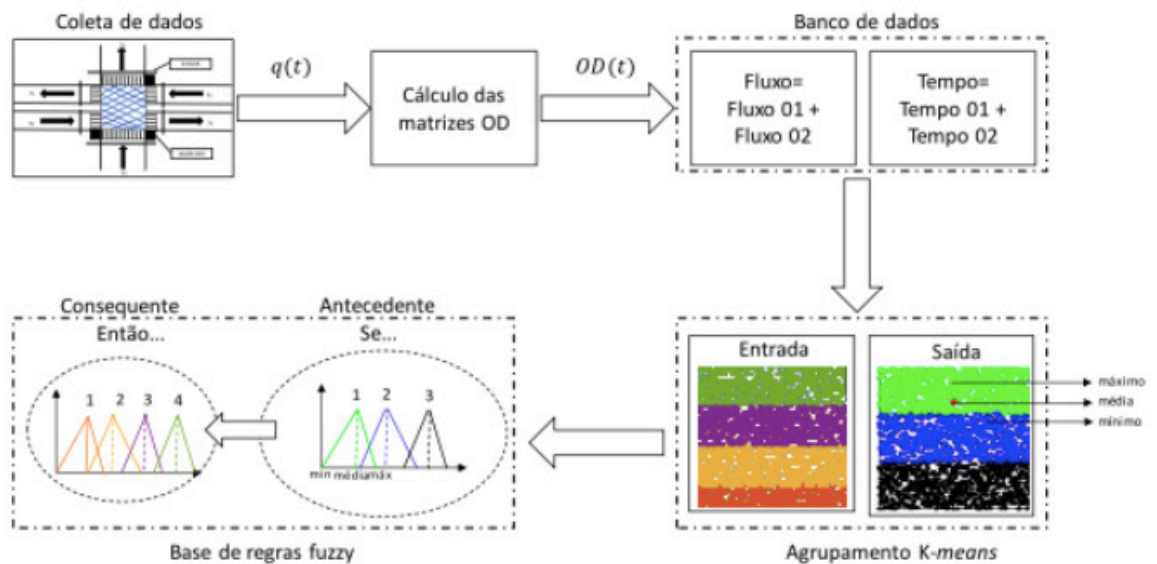 Coleta de dados
q(t)
Cálculo das
matrizes OD
OD(t)
Banco de dados
Fluxo=
Fluxo 01 +
Fluxo 02
Tempo=
Tempo 01 +
Tempo 02
Consequente
Então...
1 2 3 4
Antecedente
Se...
1 2 3
min médiamáx
Base de regras fuzzy
Entrada
Saída
máximo
média
mínimo
Agrupamento K-means